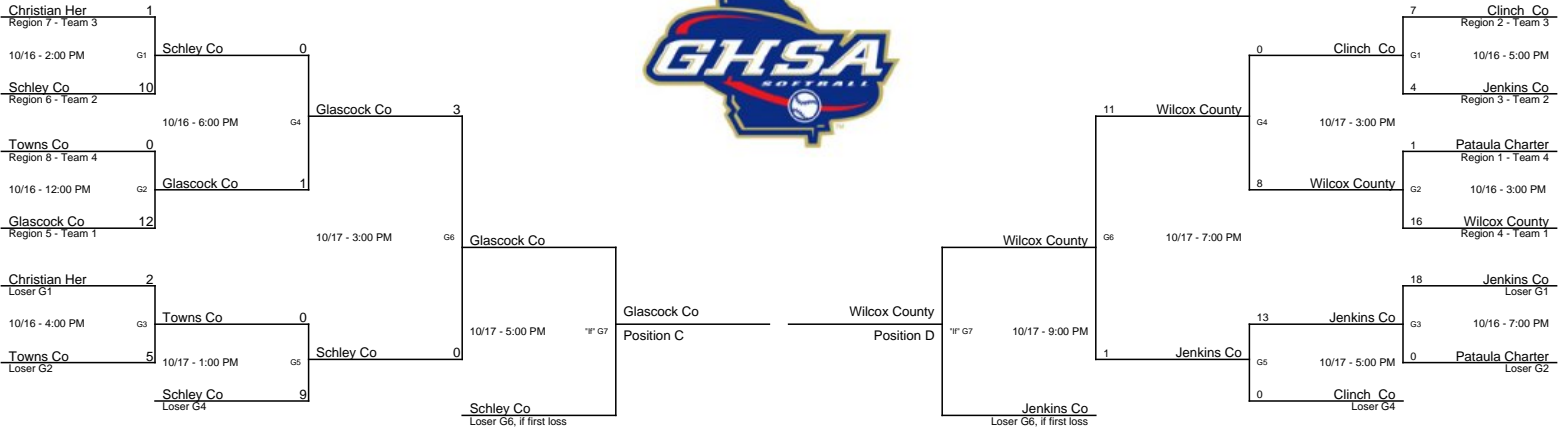 Christian Her 1
Region 7 - Team 3
10/16 - 2:00 PM G1
Schley Co 0
Schley Co 10
Region 6 - Team 2
10/16 - 6:00 PM G4
Glascock Co 3
Towns Co 0
Region 8 - Team 4
10/16 - 12:00 PM G2
Glascock Co 1
Glascock Co 12
Region 5 - Team 1
10/17 - 3:00 PM G6
Glascock Co
Christian Her 2
Loser G1
10/16 - 4:00 PM G3
Towns Co 0
Towns Co 5
Loser G2
10/17 - 1:00 PM G5
Schley Co 0
Schley Co 9
Loser G4
10/17 - 5:00 PM "If" G7
Schley Co
Loser G6, if first loss
Glascock Co
Position C
GHSA
SOFTBALL
TM
7 Clinch Co
Region 2 - Team 3
G1 10/16 - 5:00 PM
0 Clinch Co
4 Jenkins Co
Region 3 - Team 2
G4 10/17 - 3:00 PM
11 Wilcox County
1 Pataula Charter
Region 1 - Team 4
G2 10/16 - 3:00 PM
8 Wilcox County
16 Wilcox County
Region 4 - Team 1
G6 10/17 - 7:00 PM
Wilcox County
18 Jenkins Co
Loser G1
G3 10/16 - 7:00 PM
13 Jenkins Co
0 Pataula Charter
Loser G2
G5 10/17 - 5:00 PM
1 Jenkins Co
0 Clinch Co
Loser G4
"If" G7 10/17 - 9:00 PM
Jenkins Co
Loser G6, if first loss
Wilcox County
Position D